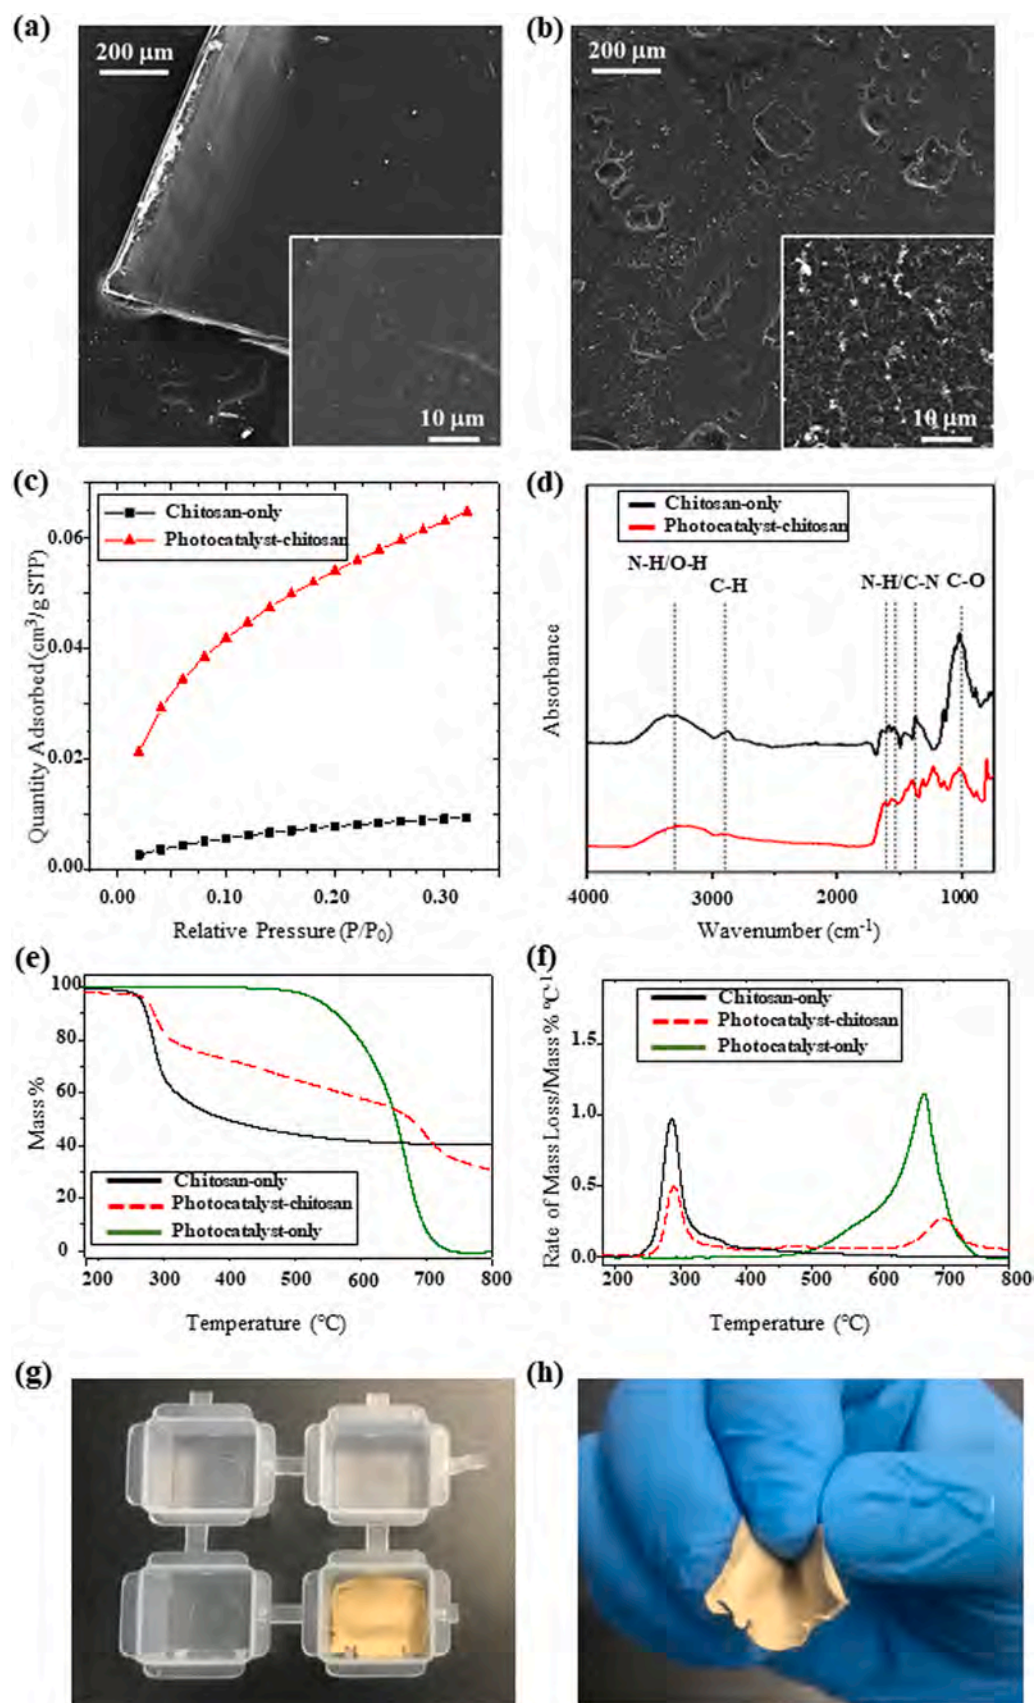 (a)
200 μm
10 μm
(b)
200 μm
10 μm
(c)
Chitosan-only
Photocatalyst-chitosan
Quantity Adsorbed (cm³/g STP)
0.06
0.04
0.02
0.00
0.00 0.10 0.20 0.30
Relative Pressure (P/P₀)
(d)
Chitosan-only
Photocatalyst-chitosan
N-H/O-H
C-H
N-H/C-N
C-O
Absorbance
4000 3000 2000 1000
Wavenumber (cm⁻¹)
(e)
Mass %
100
80
60
40
20
0
Chitosan-only
Photocatalyst-chitosan
Photocatalyst-only
200 300 400 500 600 700 800
Temperature (°C)
(f)
Chitosan-only
Photocatalyst-chitosan
Photocatalyst-only
Rate of Mass Loss/Mass % °C⁻¹
1.5
1.0
0.5
0.0
200 300 400 500 600 700 800
Temperature (°C)
(g)
(h)